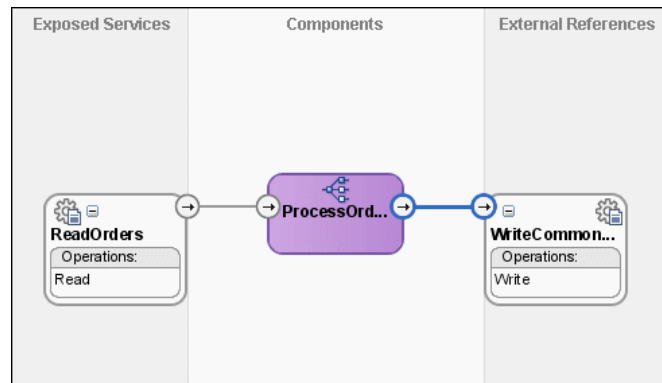 Exposed Services
Components
External References
ReadOrders
Operations:
Read
ProcessOrd...
WriteCommon...
Operations:
Write